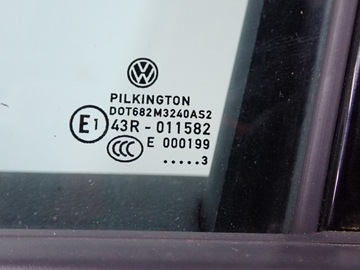 VW
PILKINGTON
DOT682M3240AS2
E1 43R - 011582
CCC E 000199
.....3